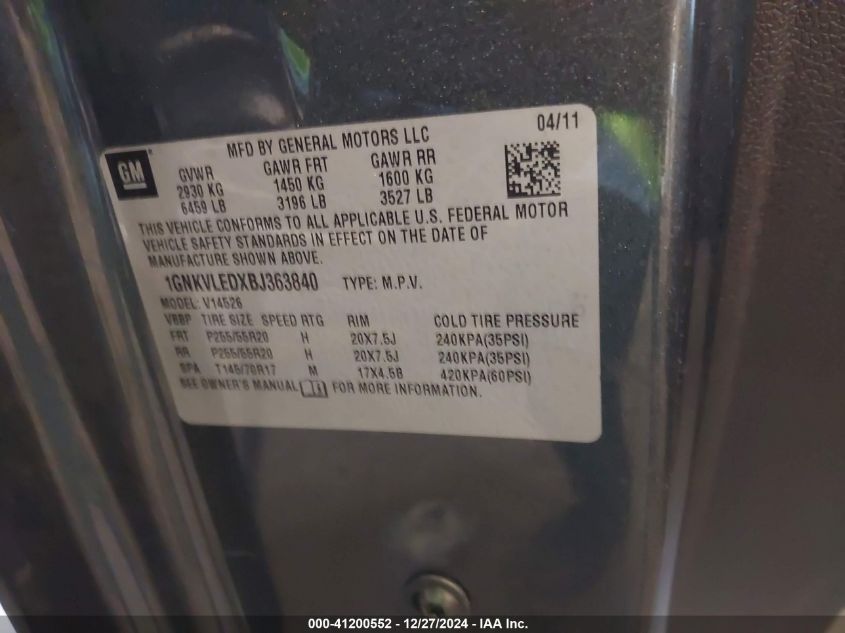 GM
MFD BY GENERAL MOTORS LLC 04/11
GVWR GAWR FRT GAWR RR
2930 KG 1450 KG 1600 KG
6459 LB 3196 LB 3527 LB
THIS VEHICLE CONFORMS TO ALL APPLICABLE U.S. FEDERAL MOTOR
VEHICLE SAFETY STANDARDS IN EFFECT ON THE DATE OF
MANUFACTURE SHOWN ABOVE.
1GNKVLEDXBJ363840 TYPE: M.P.V.
MODEL: V14526
VBBP TIRE SIZE SPEED RTG RIM COLD TIRE PRESSURE
FRT P255/55R20 H 20X7.5J 240KPA(35PSI)
RR P255/55R20 H 20X7.5J 240KPA(35PSI)
SPA T145/70R17 M 17X4.5B 420KPA(60PSI)
SEE OWNER'S MANUAL FOR MORE INFORMATION.
000-41200552 - 12/27/2024 - IAA Inc.